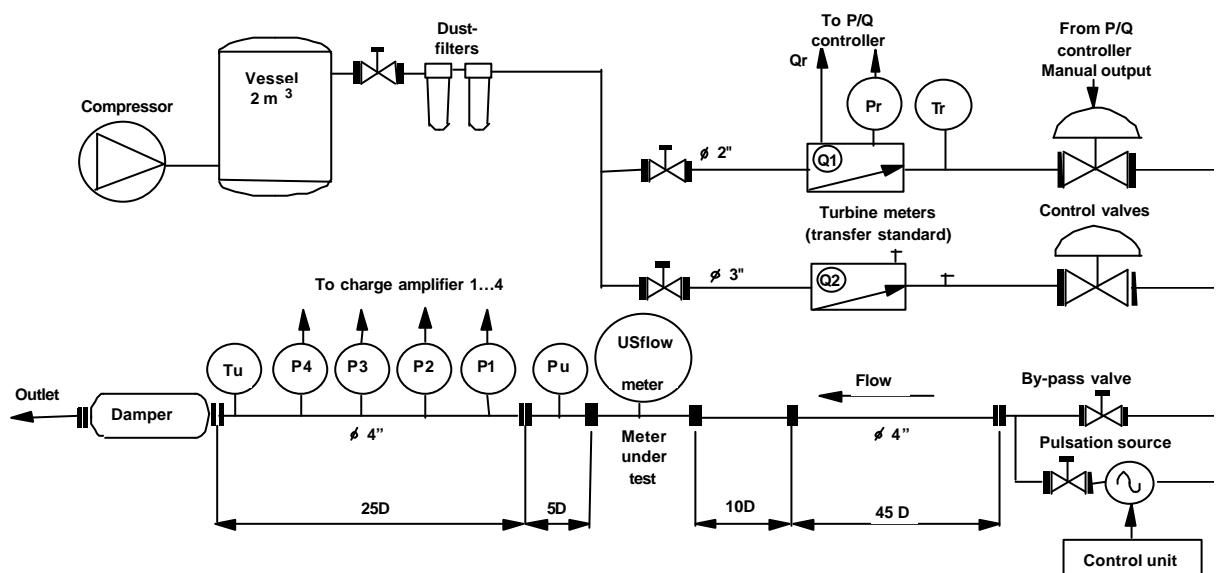 Compressor
Vessel
2 m 3
Dust-
filters
To P/Q
controller
Qr
Pr
Tr
From P/Q
controller
Manual output
ϕ 2"
Q1
Turbine meters
(transfer standard)
Control valves
ϕ 3"
Q2
To charge amplifier 1...4
Tu
P4
P3
P2
P1
Pu
USflow
meter
Flow
By-pass valve
Outlet
Damper
ϕ 4”
Meter
under
test
ϕ 4”
Pulsation source
25D
5D
10D
45 D
Control unit